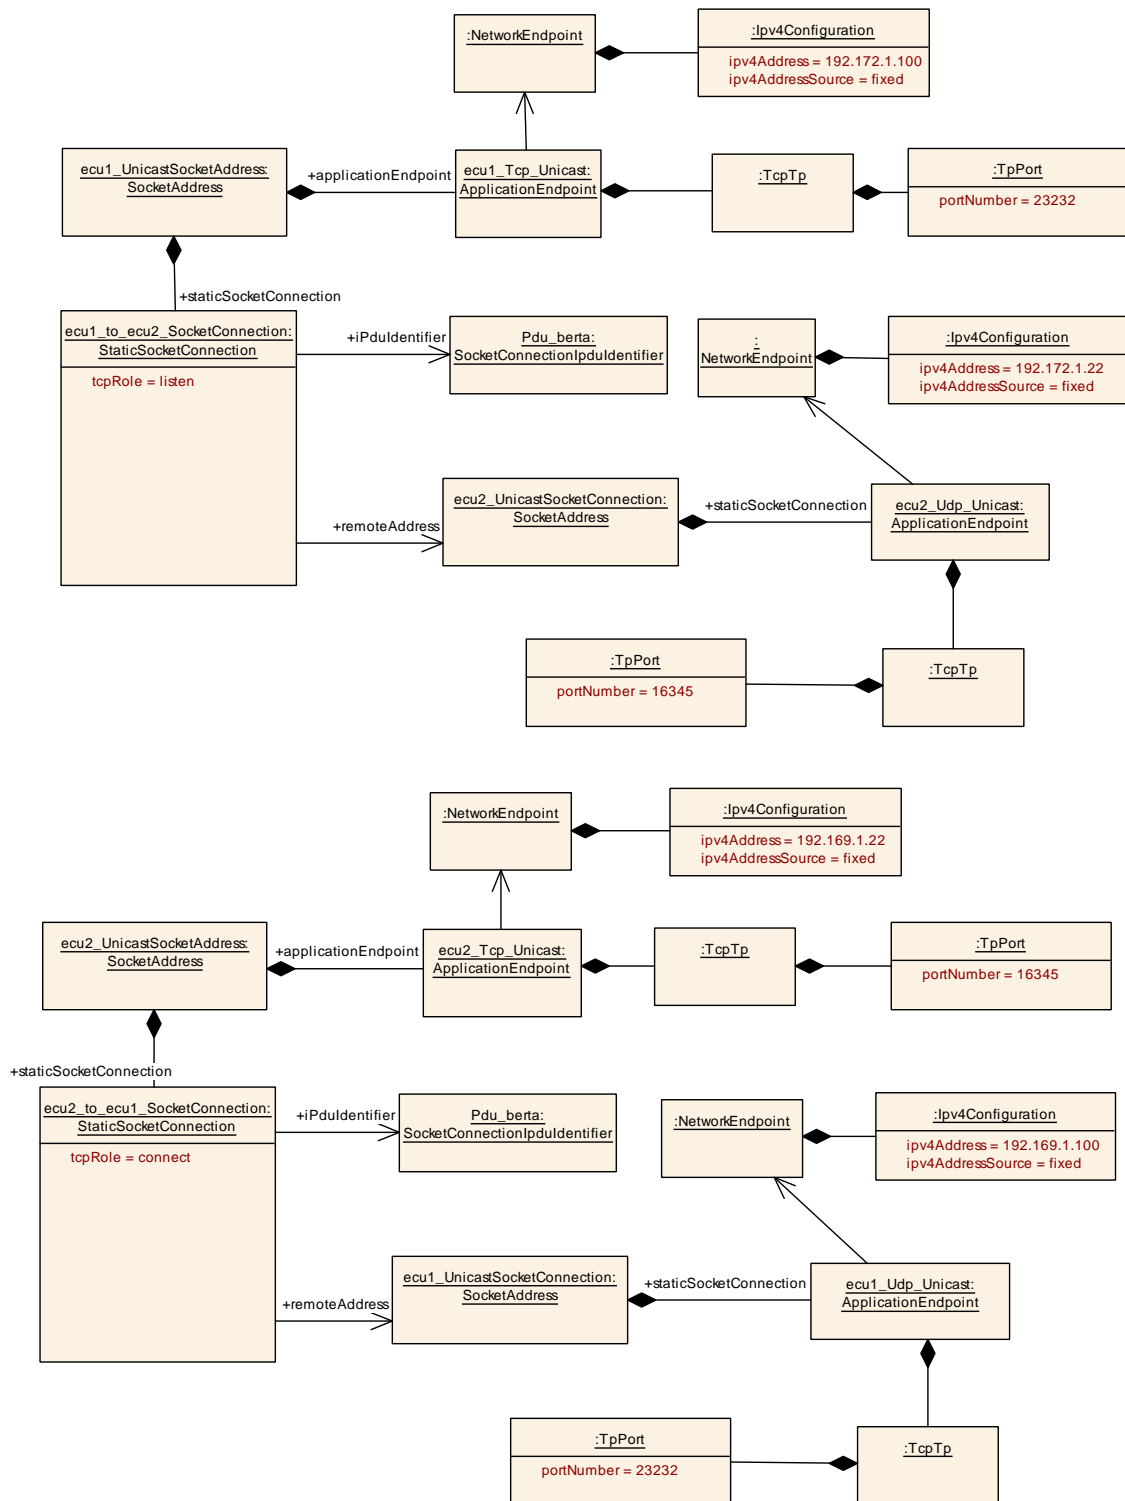 :NetworkEndpoint
:Ipv4Configuration
ipv4Address = 192.172.1.100
ipv4AddressSource = fixed
ecu1_UnicastSocketAddress:
SocketAddress
+applicationEndpoint
ecu1_Tcp_Unicast:
ApplicationEndpoint
:TcpTp
:TpPort
portNumber = 23232
+staticSocketConnection
ecu1_to_ecu2_SocketConnection:
StaticSocketConnection
tcpRole = listen
+iPduIdentifier
Pdu_berta:
SocketConnectionIpduIdentifier
:
NetworkEndpoint
:Ipv4Configuration
ipv4Address = 192.172.1.22
ipv4AddressSource = fixed
+remoteAddress
ecu2_UnicastSocketConnection:
SocketAddress
+staticSocketConnection
ecu2_Udp_Unicast:
ApplicationEndpoint
:TpPort
portNumber = 16345
:TcpTp
:NetworkEndpoint
:Ipv4Configuration
ipv4Address = 192.169.1.22
ipv4AddressSource = fixed
ecu2_UnicastSocketAddress:
SocketAddress
+applicationEndpoint
ecu2_Tcp_Unicast:
ApplicationEndpoint
:TcpTp
:TpPort
portNumber = 16345
+staticSocketConnection
ecu2_to_ecu1_SocketConnection:
StaticSocketConnection
tcpRole = connect
+iPduIdentifier
Pdu_berta:
SocketConnectionIpduIdentifier
:NetworkEndpoint
:Ipv4Configuration
ipv4Address = 192.169.1.100
ipv4AddressSource = fixed
+remoteAddress
ecu1_UnicastSocketConnection:
SocketAddress
+staticSocketConnection
ecu1_Udp_Unicast:
ApplicationEndpoint
:TpPort
portNumber = 23232
:TcpTp